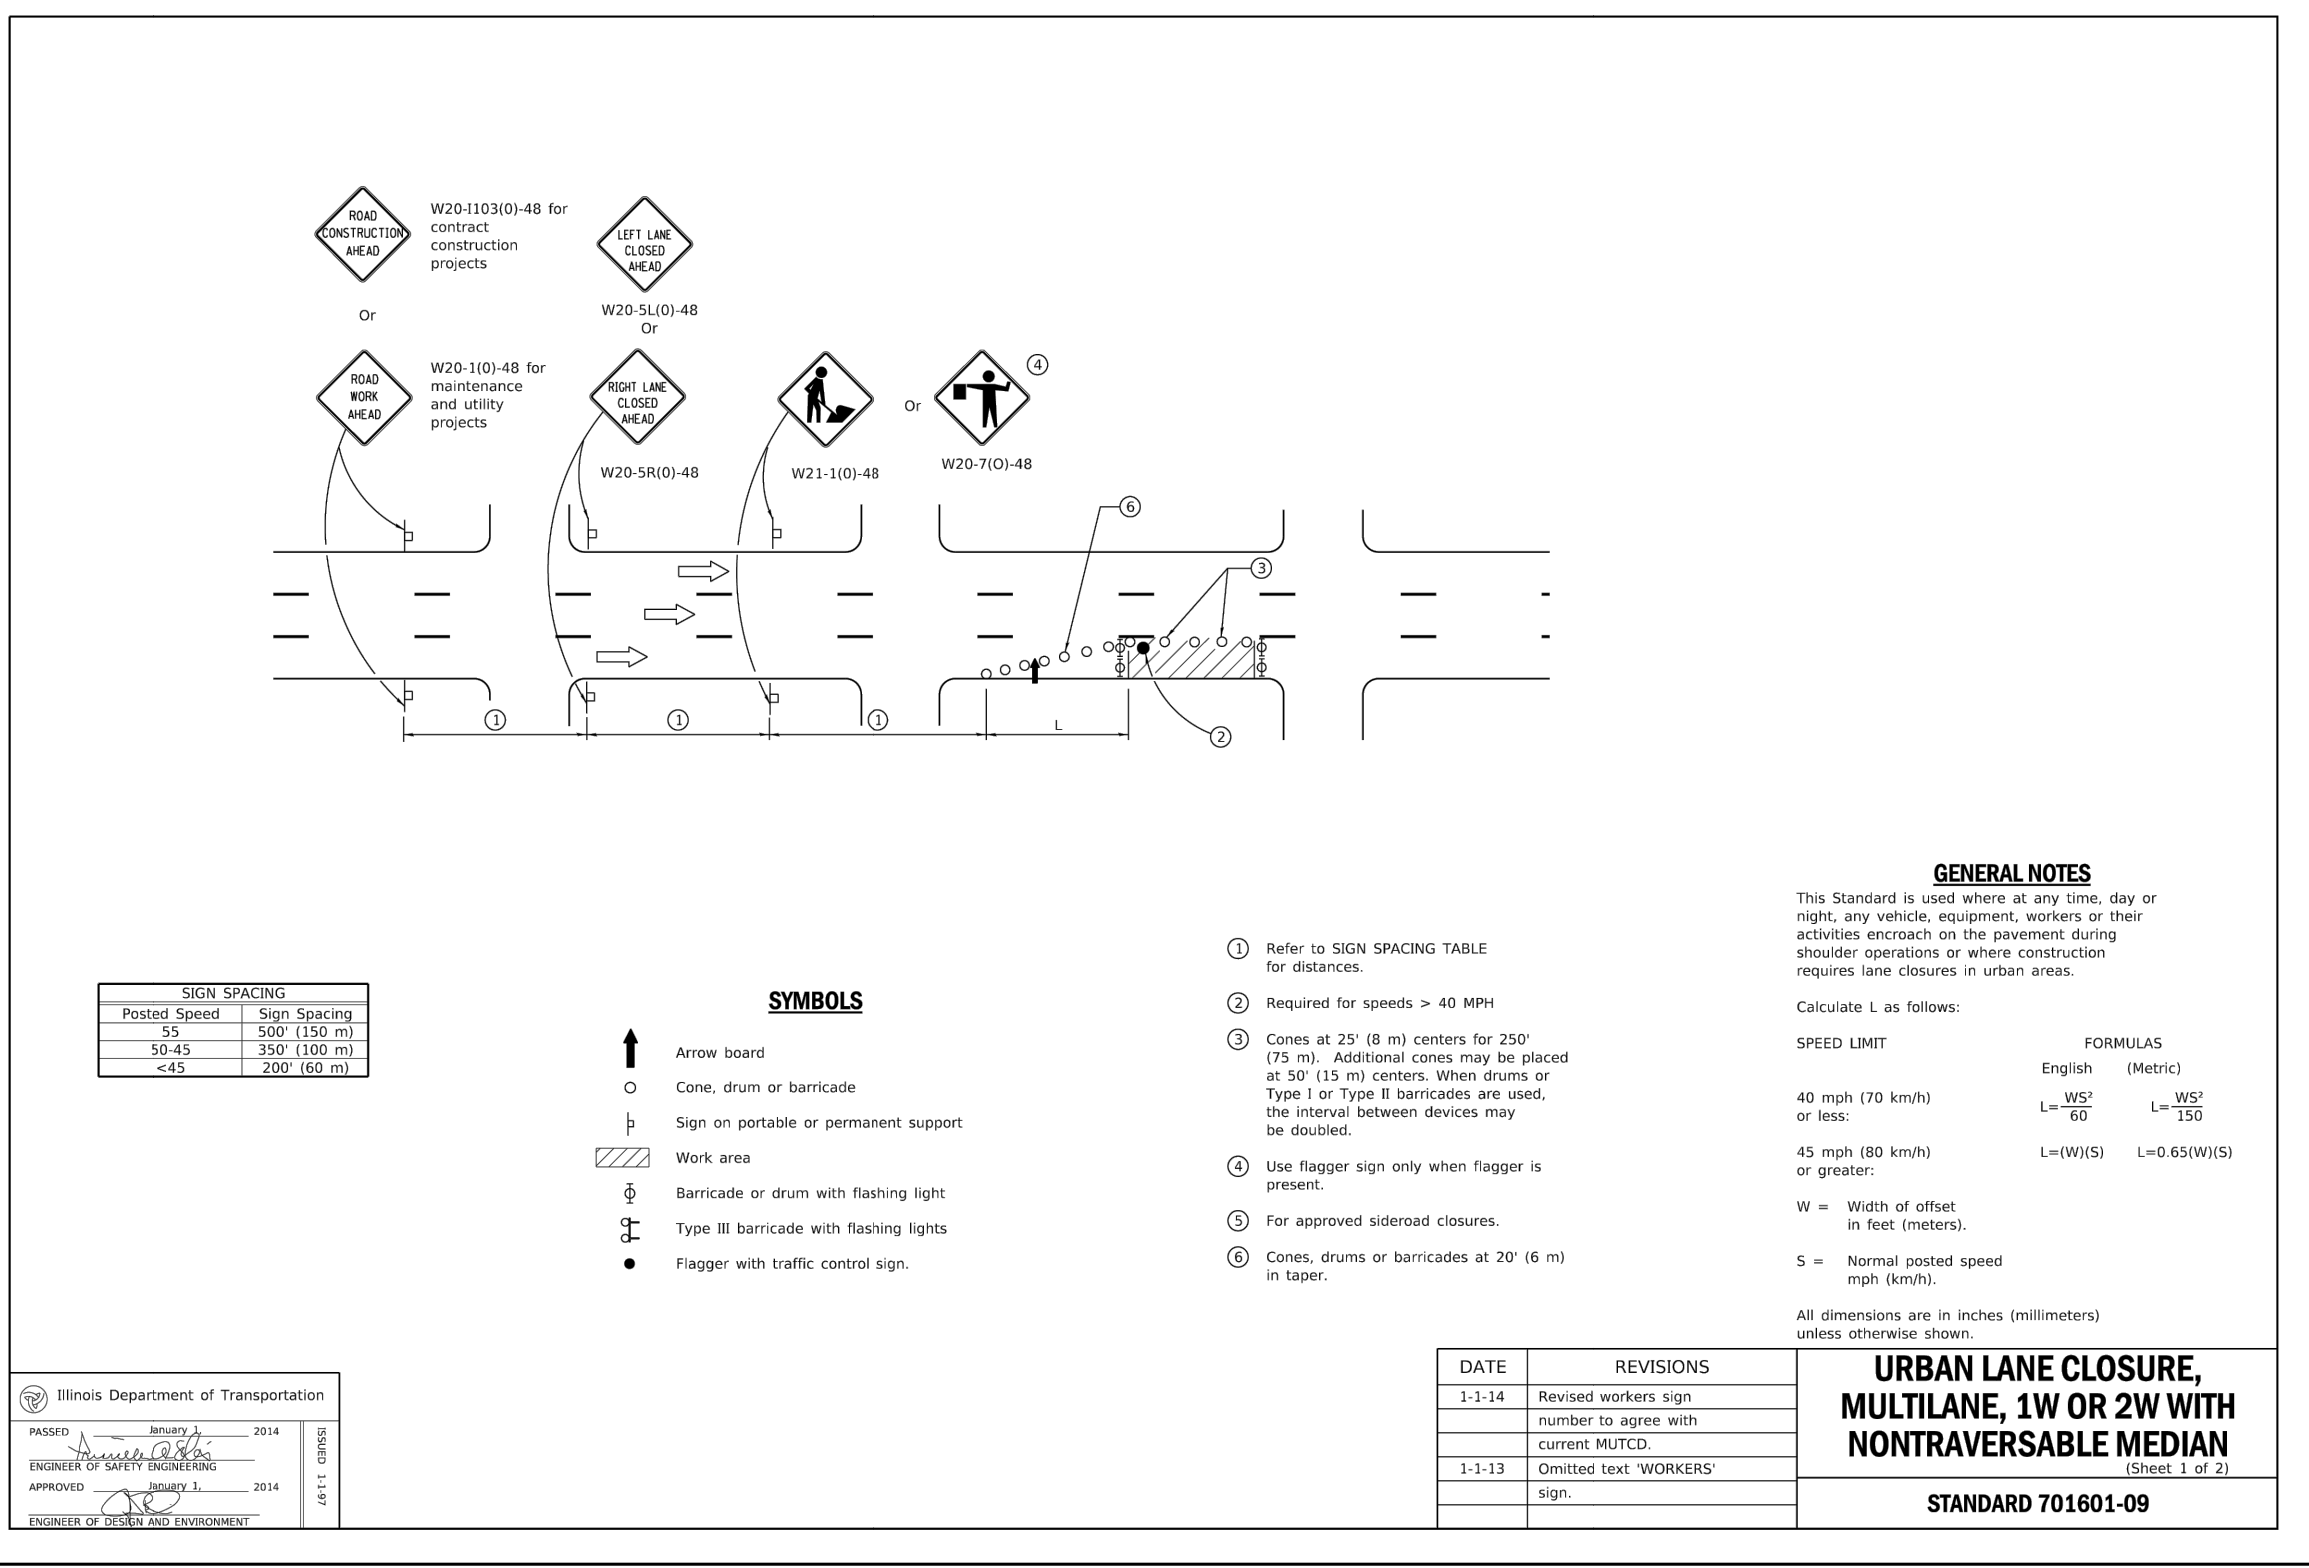 ROAD
CONSTRUCTION
AHEAD
W20-I103(0)-48 for
contract
construction
projects
Or
ROAD
WORK
AHEAD
W20-1(0)-48 for
maintenance
and utility
projects
LEFT LANE
CLOSED
AHEAD
W20-5L(0)-48
Or
RIGHT LANE
CLOSED
AHEAD
W20-5R(0)-48
W21-1(0)-48
Or
4
W20-7(O)-48
6
3
1
1
1
L
2
SIGN SPACING
Posted Speed Sign Spacing
55 500' (150 m)
50-45 350' (100 m)
<45 200' (60 m)
SYMBOLS
Arrow board
Cone, drum or barricade
Sign on portable or permanent support
Work area
Barricade or drum with flashing light
Type III barricade with flashing lights
Flagger with traffic control sign.
1 Refer to SIGN SPACING TABLE
for distances.
2 Required for speeds > 40 MPH
3 Cones at 25' (8 m) centers for 250'
(75 m). Additional cones may be placed
at 50' (15 m) centers. When drums or
Type I or Type II barricades are used,
the interval between devices may
be doubled.
4 Use flagger sign only when flagger is
present.
5 For approved sideroad closures.
6 Cones, drums or barricades at 20' (6 m)
in taper.
GENERAL NOTES
This Standard is used where at any time, day or
night, any vehicle, equipment, workers or their
activities encroach on the pavement during
shoulder operations or where construction
requires lane closures in urban areas.
Calculate L as follows:
SPEED LIMIT FORMULAS
English (Metric)
40 mph (70 km/h)
or less:
L=WS²/60 L=WS²/150
45 mph (80 km/h)
or greater:
L=(W)(S) L=0.65(W)(S)
W = Width of offset
in feet (meters).
S = Normal posted speed
mph (km/h).
All dimensions are in inches (millimeters)
unless otherwise shown.
Illinois Department of Transportation
PASSED January 1, 2014
ENGINEER OF SAFETY ENGINEERING
APPROVED January 1, 2014
ENGINEER OF DESIGN AND ENVIRONMENT
ISSUED 1-1-97
DATE REVISIONS
1-1-14 Revised workers sign
number to agree with
current MUTCD.
1-1-13 Omitted text 'WORKERS'
sign.
URBAN LANE CLOSURE,
MULTILANE, 1W OR 2W WITH
NONTRAVERSABLE MEDIAN
(Sheet 1 of 2)
STANDARD 701601-09